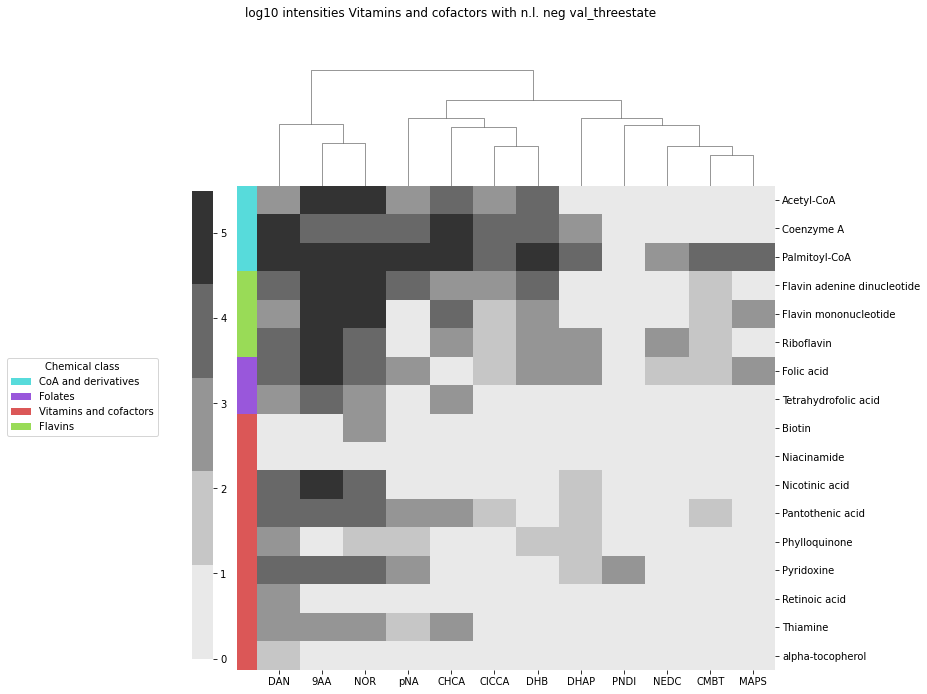 log10 intensities Vitamins and cofactors with n.l. neg val_threestate
5
4
3
2
1
0
Chemical class
CoA and derivatives
Folates
Vitamins and cofactors
Flavins
Acetyl-CoA
Coenzyme A
Palmitoyl-CoA
Flavin adenine dinucleotide
Flavin mononucleotide
Riboflavin
Folic acid
Tetrahydrofolic acid
Biotin
Niacinamide
Nicotinic acid
Pantothenic acid
Phylloquinone
Pyridoxine
Retinoic acid
Thiamine
alpha-tocopherol
DAN 9AA NOR pNA CHCA ClCCA DHB DHAP PNDI NEDC CMBT MAPS